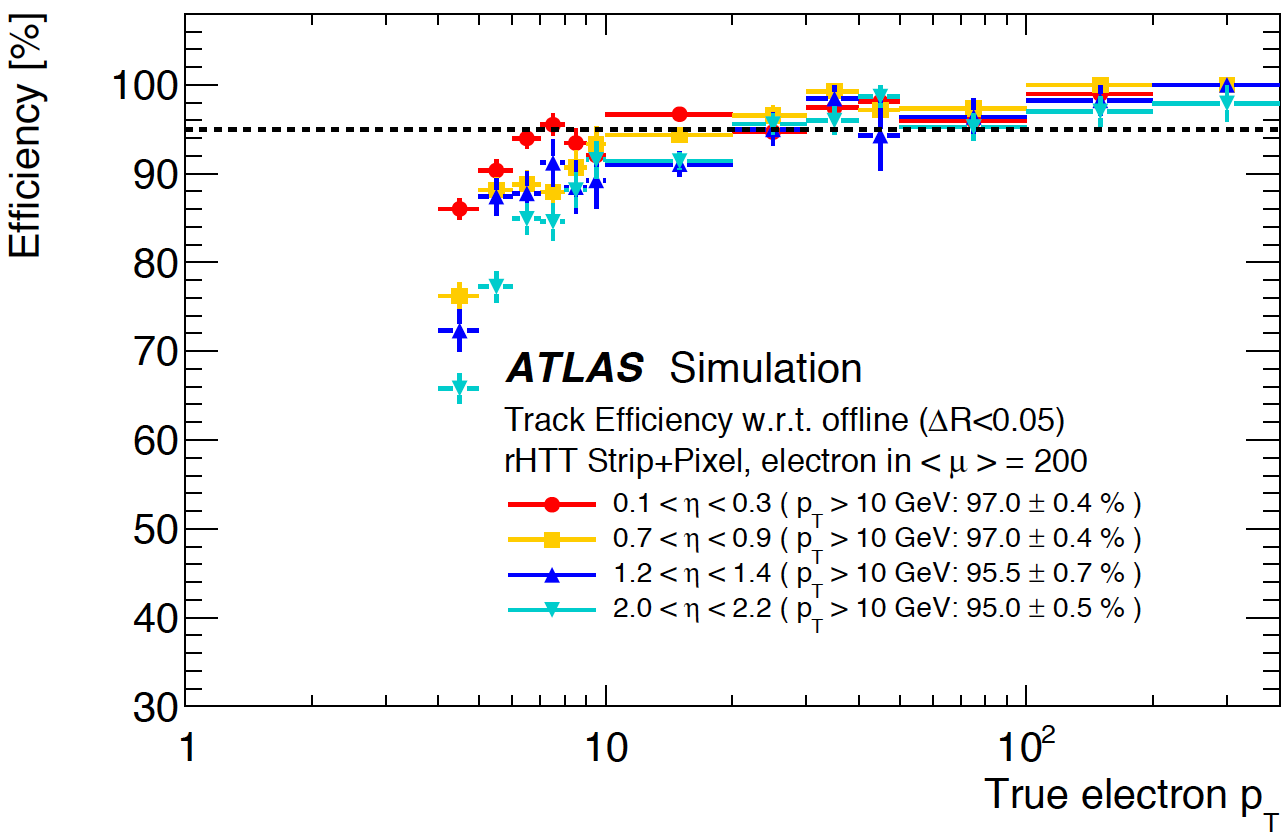 Efficiency [%]
100
90
80
70
60
50
40
30
ATLAS Simulation
Track Efficiency w.r.t. offline (ΔR<0.05)
rHTT Strip+Pixel, electron in < μ > = 200
0.1 < η < 0.3 ( p_T > 10 GeV: 97.0 ± 0.4 % )
0.7 < η < 0.9 ( p_T > 10 GeV: 97.0 ± 0.4 % )
1.2 < η < 1.4 ( p_T > 10 GeV: 95.5 ± 0.7 % )
2.0 < η < 2.2 ( p_T > 10 GeV: 95.0 ± 0.5 % )
1 10 10²
True electron p_T